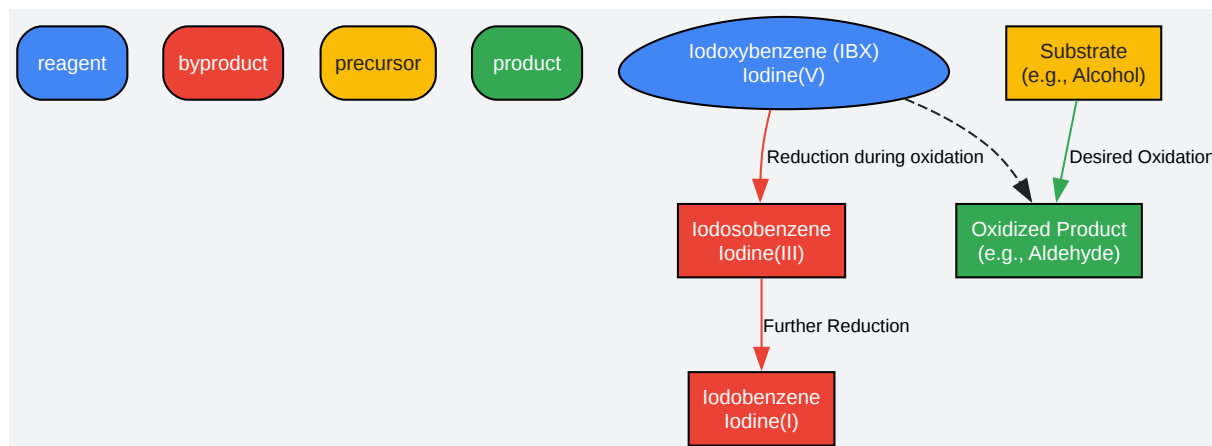 reagent
byproduct
precursor
product
Iodoxybenzene (IBX)
Iodine(V)
Substrate
(e.g., Alcohol)
Reduction during oxidation
Desired Oxidation
Iodosobenzene
Iodine(III)
Oxidized Product
(e.g., Aldehyde)
Further Reduction
Iodobenzene
Iodine(I)